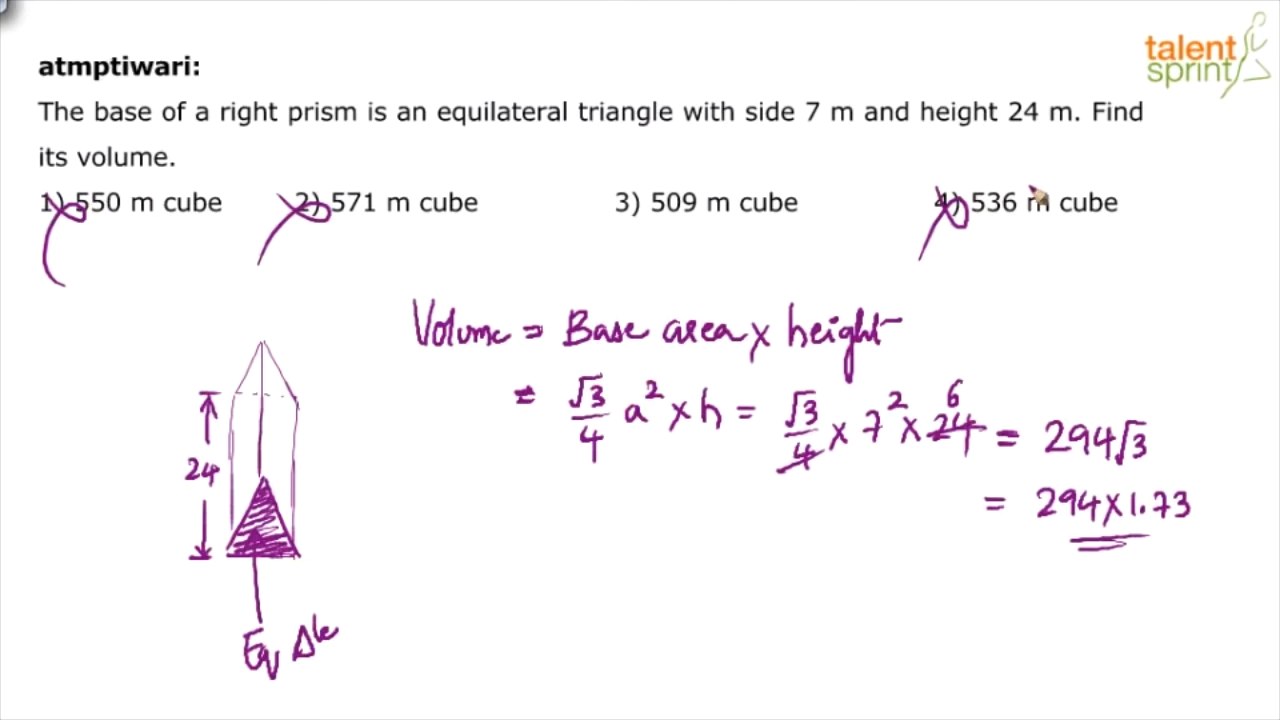 talent
sprint
atmptiwari:
The base of a right prism is an equilateral triangle with side 7 m and height 24 m. Find
its volume.
1) 550 m cube 2) 571 m cube 3) 509 m cube 4) 536 m cube
Volume = Base area x height
= √3/4 a² x h = √3/4 x 7² x 24 6 = 294√3
= 294 x 1.73
24
Eq Δle